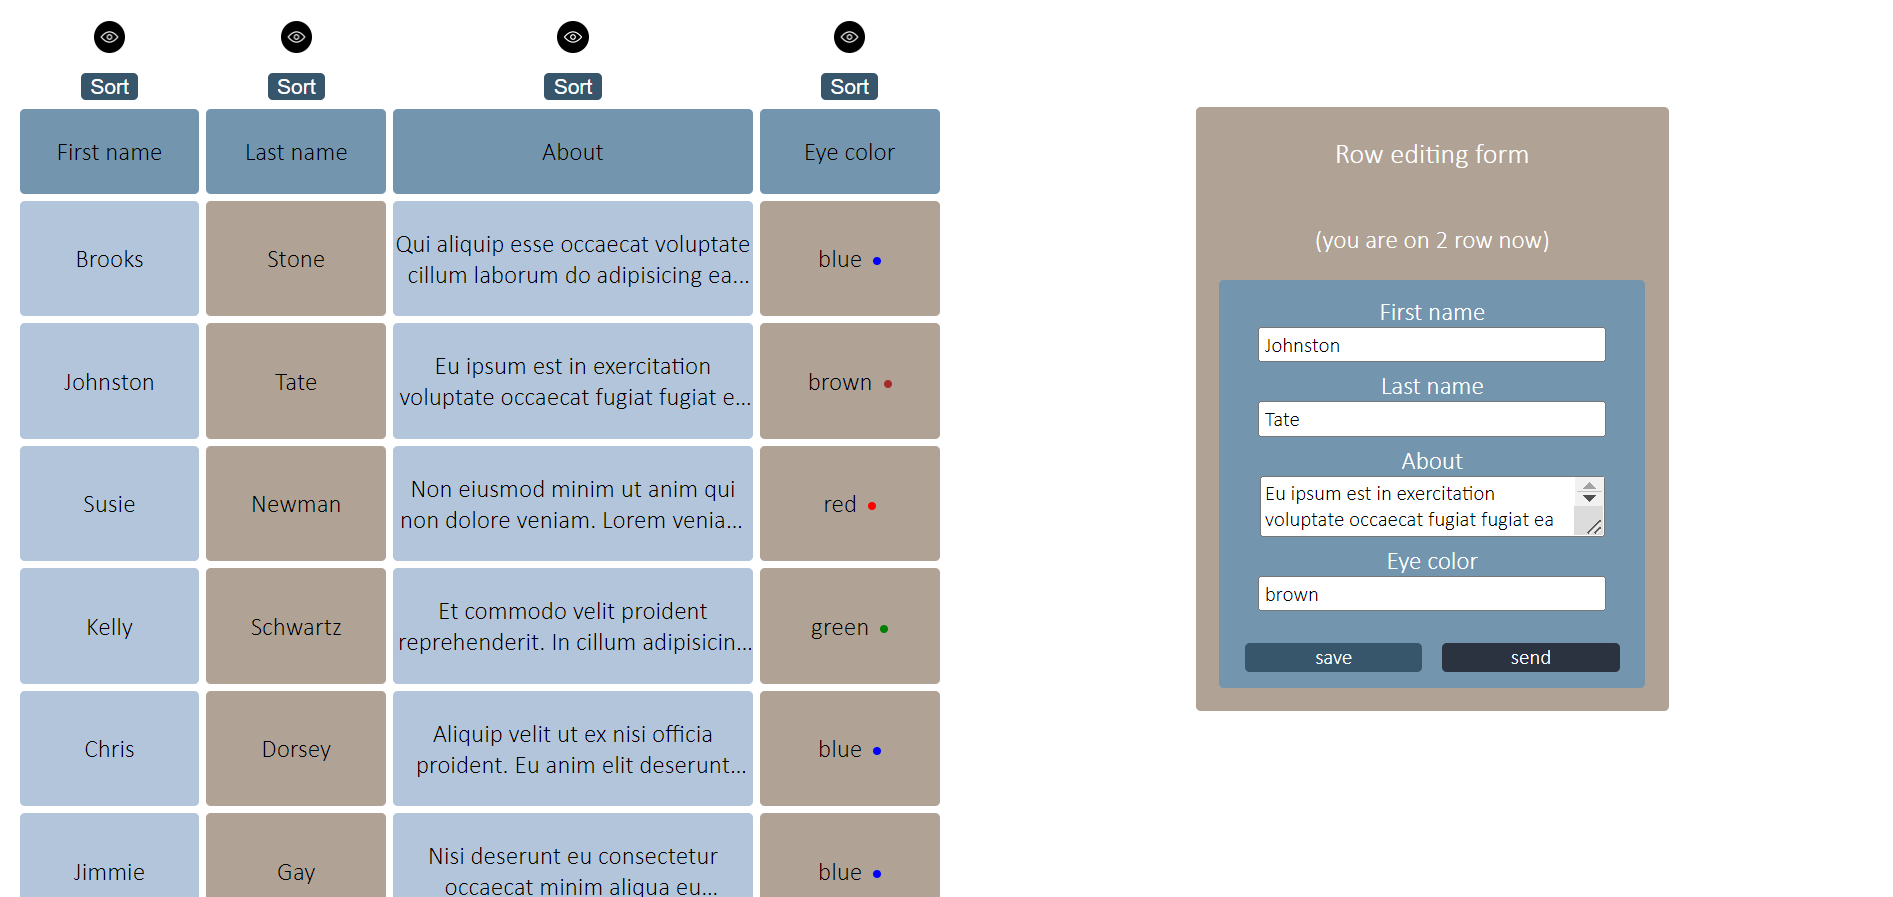 Sort Sort Sort Sort
First name Last name About Eye color
Brooks Stone Qui aliquip esse occaecat voluptate cillum laborum do adipisicing ea... blue
Johnston Tate Eu ipsum est in exercitation voluptate occaecat fugiat fugiat e... brown
Susie Newman Non eiusmod minim ut anim qui non dolore veniam. Lorem venia... red
Kelly Schwartz Et commodo velit proident reprehenderit. In cillum adipisicin... green
Chris Dorsey Aliquip velit ut ex nisi officia proident. Eu anim elit deserunt... blue
Jimmie Gay Nisi deserunt eu consectetur occaecat minim aliqua eu... blue
Row editing form
(you are on 2 row now)
First name
Johnston
Last name
Tate
About
Eu ipsum est in exercitation
voluptate occaecat fugiat fugiat ea
Eye color
brown
save send